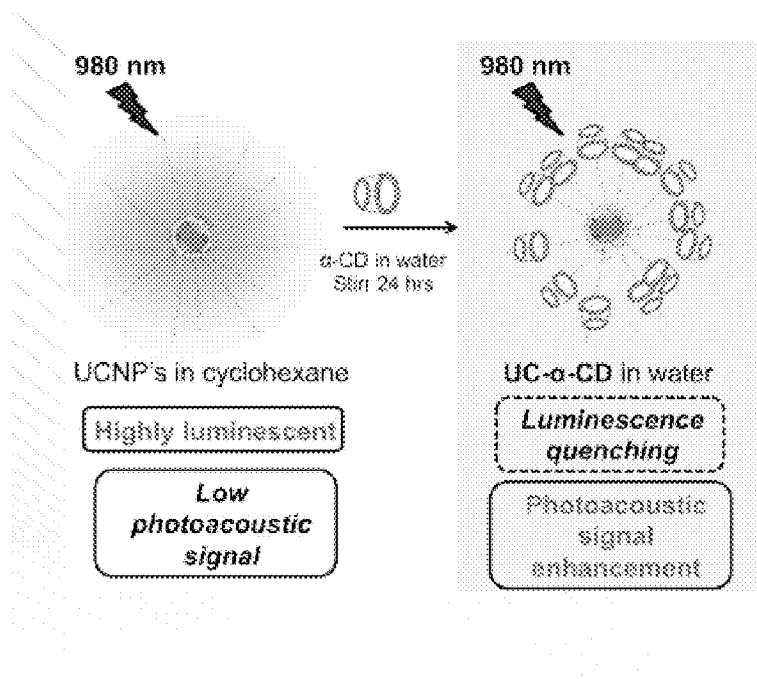 980 nm
980 nm
α-CD in water
Stirr 24 hrs
UCNP's in cyclohexane
UC-α-CD in water
Highly luminescent
Luminescence
quenching
Low
photoacoustic
signal
Photoacoustic
signal
enhancement